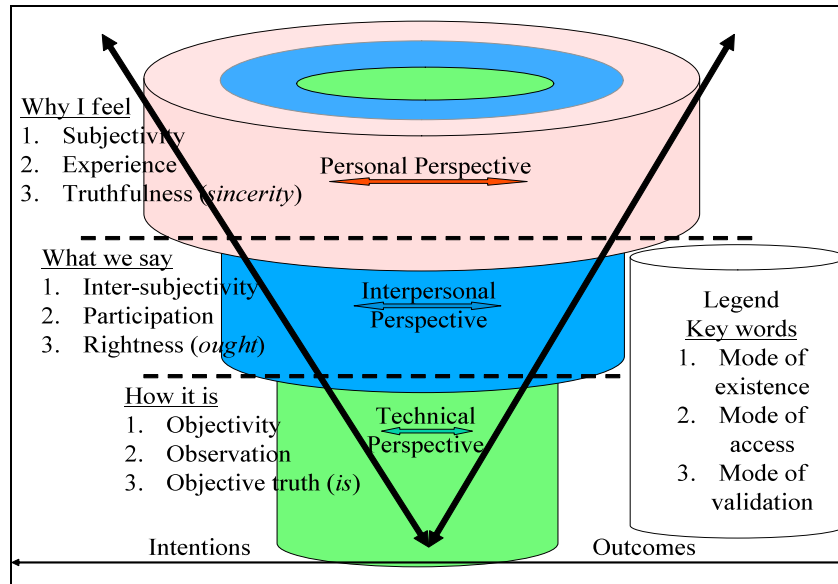 Why I feel
1. Subjectivity
2. Experience
3. Truthfulness (sincerity)
Personal Perspective
What we say
1. Inter-subjectivity
2. Participation
3. Rightness (ought)
Interpersonal
Perspective
How it is
1. Objectivity
2. Observation
3. Objective truth (is)
Technical
Perspective
Legend
Key words
1. Mode of
existence
2. Mode of
access
3. Mode of
validation
Intentions
Outcomes